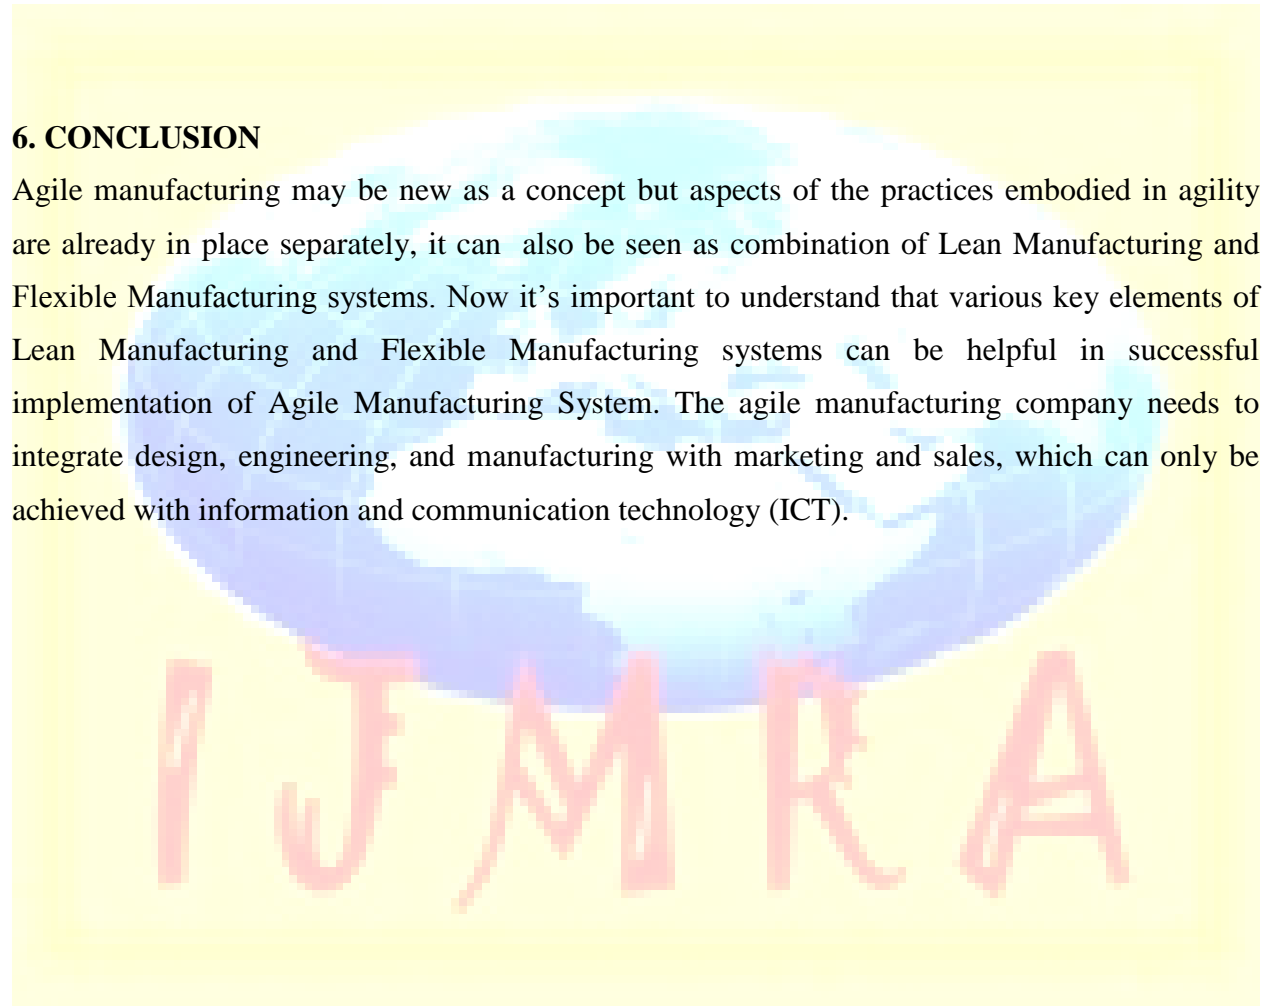 6. CONCLUSION
Agile manufacturing may be new as a concept but aspects of the practices embodied in agility
are already in place separately, it can also be seen as combination of Lean Manufacturing and
Flexible Manufacturing systems. Now it’s important to understand that various key elements of
Lean Manufacturing and Flexible Manufacturing systems can be helpful in successful
implementation of Agile Manufacturing System. The agile manufacturing company needs to
integrate design, engineering, and manufacturing with marketing and sales, which can only be
achieved with information and communication technology (ICT).
IJMRA